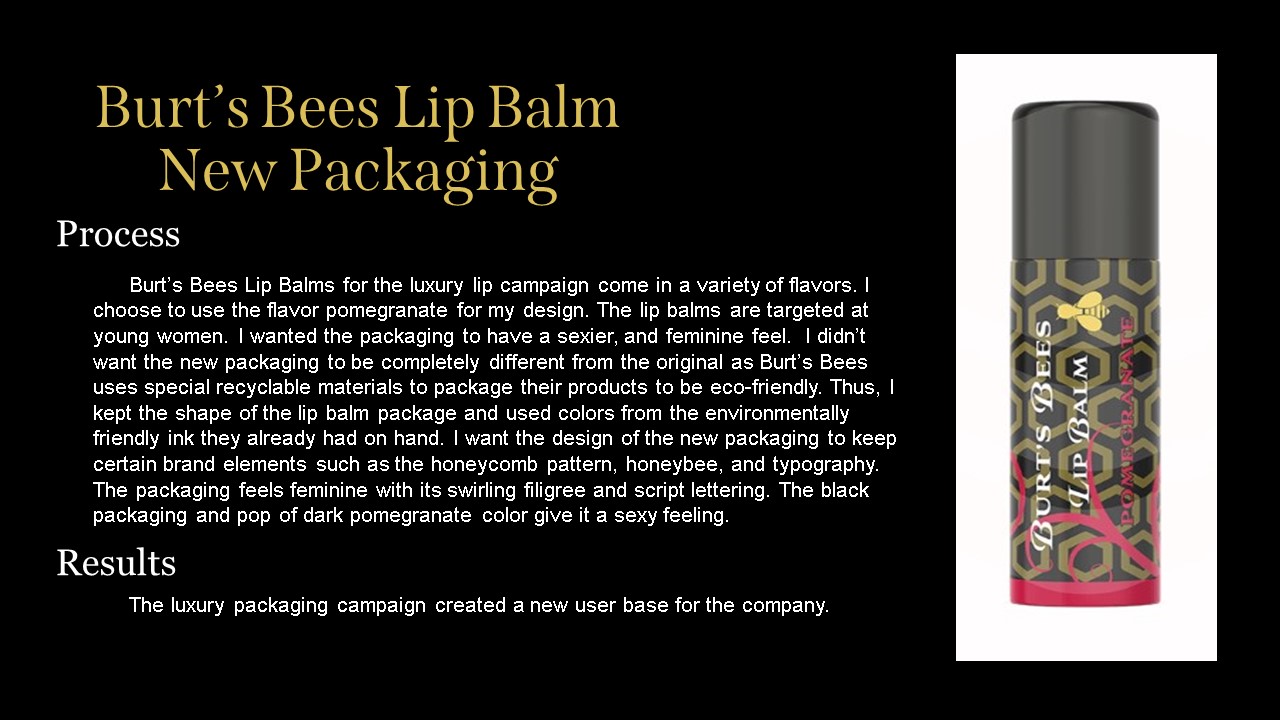 Burt’s Bees Lip Balm
New Packaging
Process
Burt’s Bees Lip Balms for the luxury lip campaign come in a variety of flavors. I
choose to use the flavor pomegranate for my design. The lip balms are targeted at
young women. I wanted the packaging to have a sexier, and feminine feel. I didn’t
want the new packaging to be completely different from the original as Burt’s Bees
uses special recyclable materials to package their products to be eco-friendly. Thus, I
kept the shape of the lip balm package and used colors from the environmentally
friendly ink they already had on hand. I want the design of the new packaging to keep
certain brand elements such as the honeycomb pattern, honeybee, and typography.
The packaging feels feminine with its swirling filigree and script lettering. The black
packaging and pop of dark pomegranate color give it a sexy feeling.
Results
The luxury packaging campaign created a new user base for the company.
BURT'S BEES
LIP BALM
POMEGRANATE